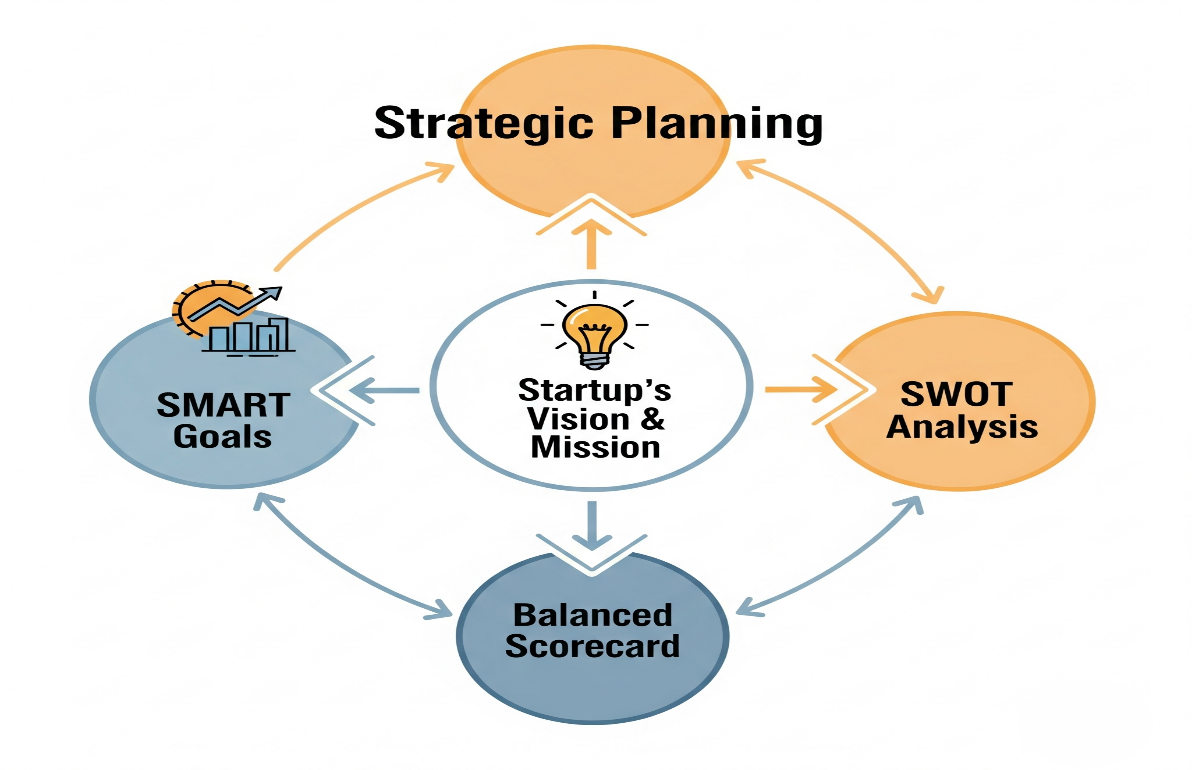 Strategic Planning
SMART
Goals
Startup's
Vision &
Mission
SWOT
Analysis
Balanced
Scorecard